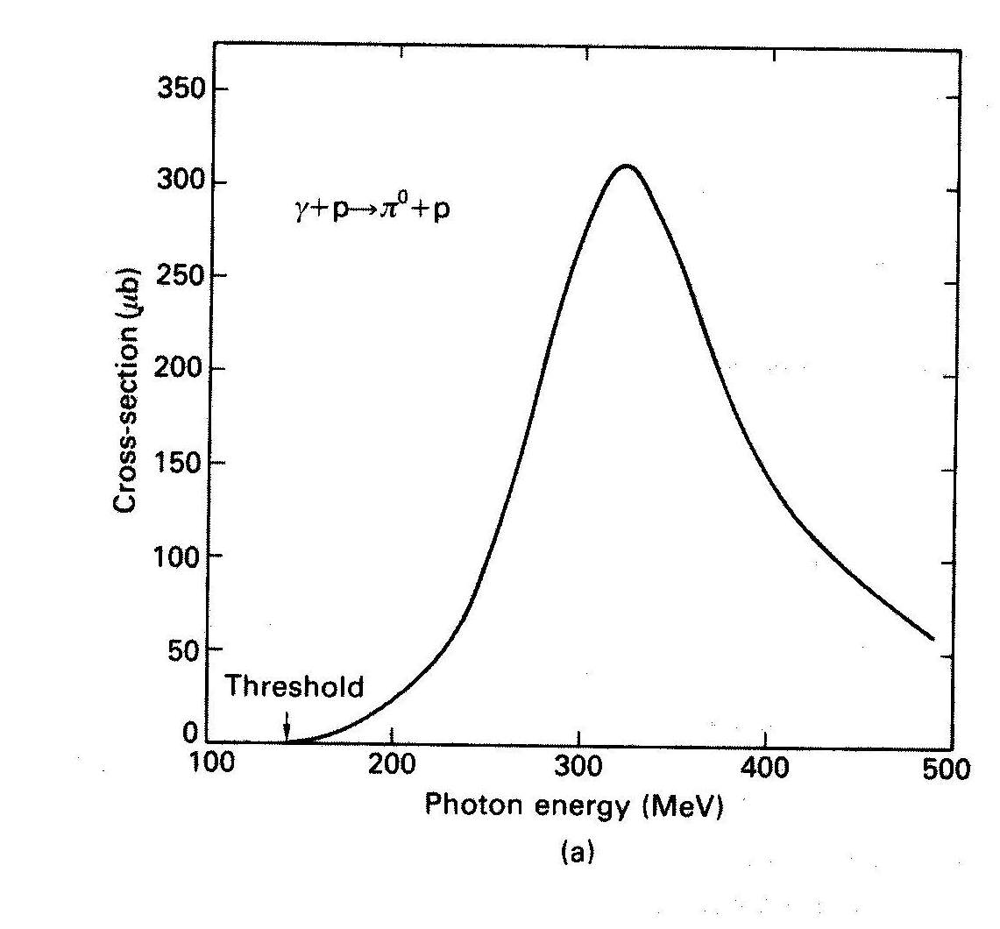 350
300
γ+p→π⁰+p
250
200
150
100
50
Threshold
0
100 200 300 400 500
Cross-section (μb)
Photon energy (MeV)
(a)